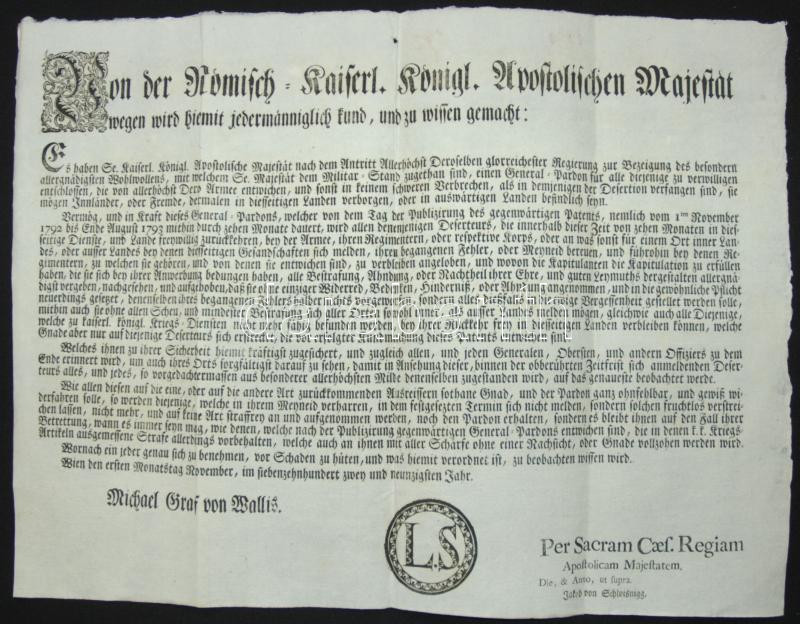 Von der Römisch-Kaiserl. Königl. Apostolischen Majestät
wegen wird hiemit jedermänniglich kund, und zu wissen gemacht:
Es haben Se. Kaiserl. Königl. Apostolische Majestät nach dem Antritt Allerhöchst Deroselben glorreichester Regierung zur Bezeigung des besondern
allergnädigsten Wohlwollens, mit welchem Se. Majestät dem Militar-Stand zugethan sind, einen General-Pardon für alle diejenige zu verwilligen
entschlossen, die von allerhöchst Dero Armee entwichen, und sonst in keinem schweren Verbrechen, als in demjenigen der Desertion verfangen sind, sie
mögen Innländer, oder Fremde, dermalen in diesseitigen Landen verborgen, oder in auswärtigen Landen befindlich seyn.
Vermög, und in Kraft dieses General-Pardons, welcher von dem Tag der Publizirung des gegenwärtigen Patents, nemlich vom 1ten November
1792 bis Ende August 1793 mithin durch zehen Monate dauert, wird allen denenjenigen Deserteurs, die innerhalb dieser Zeit von zehen Monaten in dies-
seitige Dienste, und Lande freywillig zurückkehren, bey der Armee, ihren Regimentern, oder respektive Korps, oder an was sonst für einem Ort inner Lan-
des, oder ausser Landes bey denen diesseitigen Gesandschaften sich melden, ihren begangenen Fehler, oder Meyneid bereuen, und führohin bey denen Re-
gimentern, zu welchen sie gehören, und von denen sie entwichen sind, zu verbleiben angloben, und wovon die Kapitulanten die Kapitulation zu erfüllen
haben, die sie sich bey ihrer Anwerbung bedungen haben, alle Bestrafung, Ahndung, oder Nachtheil ihrer Ehre, und guten Leymuths dergestalten allergnä-
digst vergeben, nachgesehen, und aufgehoben, daß sie ohne einziger Widerred, Bedenken, Hinderniß, oder Abbruch angenommen, und in die gewöhnliche Pflicht
neuerdings gesetzt, denenselben ihres begangenen Fehlers halber nichts vorgeworfen, sondern alles dießfalls in ewige Vergessenheit gestellet werden solle,
mithin auch sie ohne allen Scheu, und mindester Bestrafung sich aller Orten sowohl inner, als ausser Landes melden mögen, gleichwie auch alle Diejenige,
welche zu kaiserl. königl. Kriegs-Diensten nicht mehr tauglich befunden werden, bey ihrer Rückehr frey in diesseitigen Landen verbleiben können, welche
Gnade aber nur auf diejenige Deserteurs sich erstrecket, die vor erfolgter Kundmachung dieses Patents entwichen sind.
Welches ihnen zu ihrer Sicherheit hiemit kräftigst zugesichert, und zugleich allen, und jeden Generalen, Obersten, und andern Offiziers zu dem
Ende erinnert wird, um auch ihres Orts sorgfältigst darauf zu sehen, damit in Ansehung dieser, binnen der obberührten Zeitfrist sich anmeldenden Deser-
teurs alles, und jedes, so vorgedachtermassen aus besonderer allerhöchsten Milde denenselben zugestanden wird, auf das genaueste beobachtet werde.
Wie allen diesen auf die eine, oder auf die andere Art zurückkommenden Ausreissern sothane Gnad, und der Pardon ganz ohnfehlbar, und gewiß wi-
derfahren solle, so werden diejenige, welche in ihrem Meyneid verharren, in dem festgesetzten Termin sich nicht melden, sondern solchen fruchtlos verstrei-
chen lassen, nicht mehr, und auf keine Art straffrey an und aufgenommen werden, noch den Pardon erhalten, sondern es bleibt ihnen auf den Fall ihrer
Bettrettung, wann es immer seyn mag, wie denen, welche nach der Publizirung gegenwärtigen General-Pardons entwichen sind, die in denen k. k. Kriegs-
Artikeln ausgemessene Strafe allerdings vorbehalten, welche auch an ihnen mit aller Schärfe ohne einer Nachsicht, oder Gnade vollzohen werden wird.
Wornach ein jeder genau sich zu benehmen, vor Schaden zu hüten, und was hiemit verordnet ist, zu beobachten wissen wird.
Wien den ersten Monatstag November, im siebenzehnhundert zwey und neunzigsten Jahr.
Michael Graf von Wallis.
L.S
Per Sacram Cæs. Regiam
Apostolicam Majestatem.
Die, & Anno, ut supra.
Jakob von Schloißnigg.